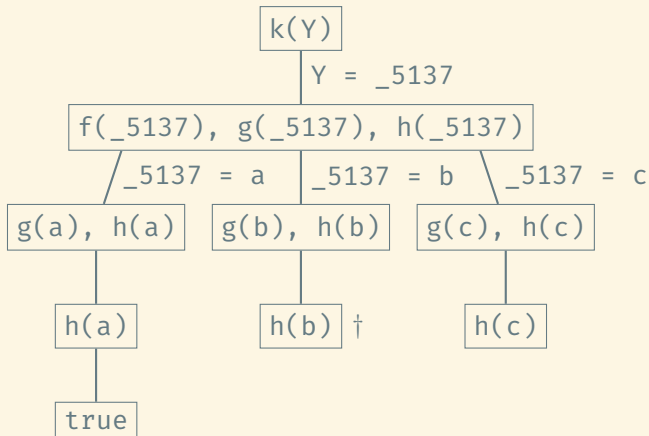 k(Y)
Y = _5137
f(_5137), g(_5137), h(_5137)
_5137 = a
_5137 = b
_5137 = c
g(a), h(a)
g(b), h(b)
g(c), h(c)
h(a)
h(b) †
h(c)
true